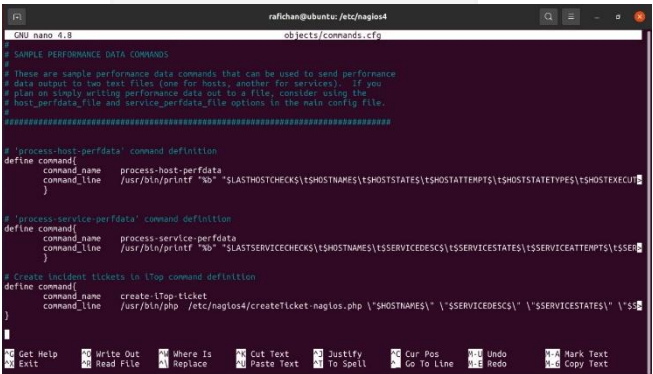 rafichan@ubuntu: /etc/nagios4
GNU nano 4.8 objects/commands.cfg
#
# SAMPLE PERFORMANCE DATA COMMANDS
#
# These are sample performance data commands that can be used to send performance
# data output to two text files (one for hosts, another for services). If you
# plan on simply writing performance data out to a file, consider using the
# host_perfdata_file and service_perfdata_file options in the main config file.
#
################################################################################
# 'process-host-perfdata' command definition
define command{
command_name process-host-perfdata
command_line /usr/bin/printf "%b" "$LASTHOSTCHECK$\t$HOSTNAME$\t$HOSTSTATE$\t$HOSTATTEMPT$\t$HOSTSTATETYPE$\t$HOSTEXECUT>
}
# 'process-service-perfdata' command definition
define command{
command_name process-service-perfdata
command_line /usr/bin/printf "%b" "$LASTSERVICECHECK$\t$HOSTNAME$\t$SERVICEDESC$\t$SERVICESTATE$\t$SERVICEATTEMPT$\t$SER>
}
# Create incident tickets in iTop command definition
define command{
command_name create-iTop-ticket
command_line /usr/bin/php /etc/nagios4/createTicket-nagios.php \"$HOSTNAME$\" \"$SERVICEDESC$\" \"$SERVICESTATE$\" \"$S>
}
^G Get Help ^O Write Out ^W Where Is ^K Cut Text ^J Justify ^C Cur Pos M-U Undo M-A Mark Text
^X Exit ^R Read File ^\ Replace ^U Paste Text ^T To Spell ^_ Go To Line M-E Redo M-6 Copy Text